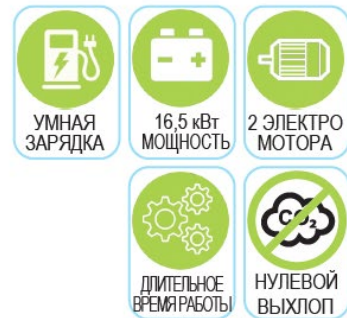 УМНАЯ
ЗАРЯДКА
16,5 кВт
МОЩНОСТЬ
2 ЭЛЕКТРО
МОТОРА
ДЛИТЕЛЬНОЕ
ВРЕМЯ РАБОТЫ
CO₂
НУЛЕВОЙ
ВЫХЛОП